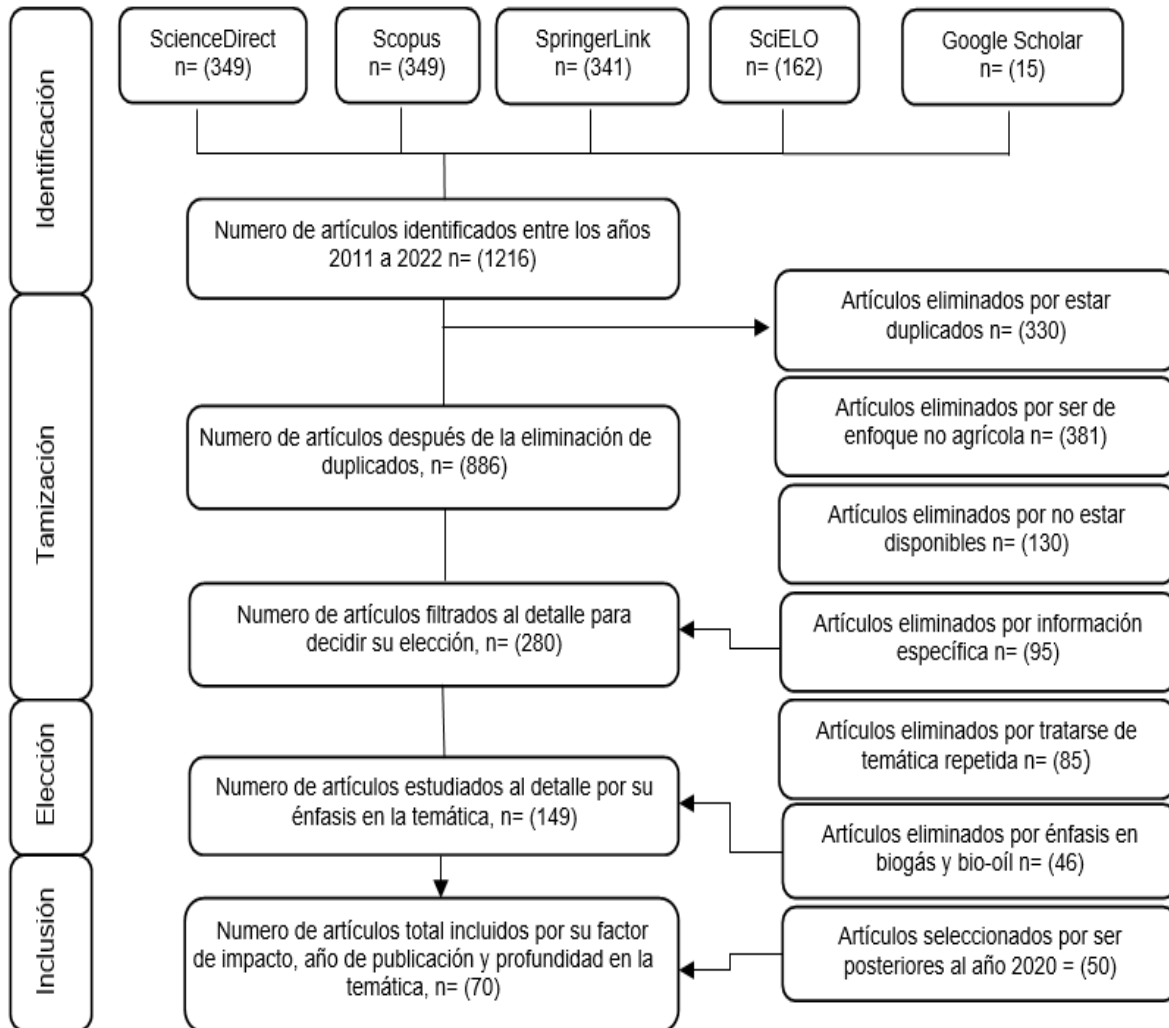 Identificación
ScienceDirect
n= (349)
Scopus
n= (349)
SpringerLink
n= (341)
SciELO
n= (162)
Google Scholar
n= (15)
Numero de artículos identificados entre los años
2011 a 2022 n= (1216)
Tamización
Artículos eliminados por estar
duplicados n= (330)
Artículos eliminados por ser de
enfoque no agrícola n= (381)
Numero de artículos después de la eliminación de
duplicados, n= (886)
Artículos eliminados por no estar
disponibles n= (130)
Numero de artículos filtrados al detalle para
decidir su elección, n= (280)
Artículos eliminados por información
específica n= (95)
Elección
Artículos eliminados por tratarse de
temática repetida n= (85)
Numero de artículos estudiados al detalle por su
énfasis en la temática, n= (149)
Artículos eliminados por énfasis en
biogás y bio-oíl n= (46)
Inclusión
Numero de artículos total incluidos por su factor
de impacto, año de publicación y profundidad en la
temática, n= (70)
Artículos seleccionados por ser
posteriores al año 2020 = (50)